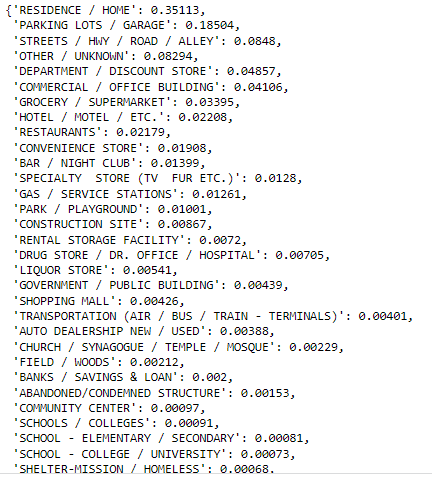 {'RESIDENCE / HOME': 0.35113,
'PARKING LOTS / GARAGE': 0.18504,
'STREETS / HWY / ROAD / ALLEY': 0.0848,
'OTHER / UNKNOWN': 0.08294,
'DEPARTMENT / DISCOUNT STORE': 0.04857,
'COMMERCIAL / OFFICE BUILDING': 0.04106,
'GROCERY / SUPERMARKET': 0.03395,
'HOTEL / MOTEL / ETC.': 0.02208,
'RESTAURANTS': 0.02179,
'CONVENIENCE STORE': 0.01908,
'BAR / NIGHT CLUB': 0.01399,
'SPECIALTY  STORE (TV  FUR ETC.)': 0.0128,
'GAS / SERVICE STATIONS': 0.01261,
'PARK / PLAYGROUND': 0.01001,
'CONSTRUCTION SITE': 0.00867,
'RENTAL STORAGE FACILITY': 0.0072,
'DRUG STORE / DR. OFFICE / HOSPITAL': 0.00705,
'LIQUOR STORE': 0.00541,
'GOVERNMENT / PUBLIC BUILDING': 0.00439,
'SHOPPING MALL': 0.00426,
'TRANSPORTATION (AIR / BUS / TRAIN - TERMINALS)': 0.00401,
'AUTO DEALERSHIP NEW / USED': 0.00388,
'CHURCH / SYNAGOGUE / TEMPLE / MOSQUE': 0.00229,
'FIELD / WOODS': 0.00212,
'BANKS / SAVINGS & LOAN': 0.002,
'ABANDONED/CONDEMNED STRUCTURE': 0.00153,
'COMMUNITY CENTER': 0.00097,
'SCHOOLS / COLLEGES': 0.00091,
'SCHOOL - ELEMENTARY / SECONDARY': 0.00081,
'SCHOOL - COLLEGE / UNIVERSITY': 0.00073,
'SHELTER-MISSION / HOMELESS': 0.00068,